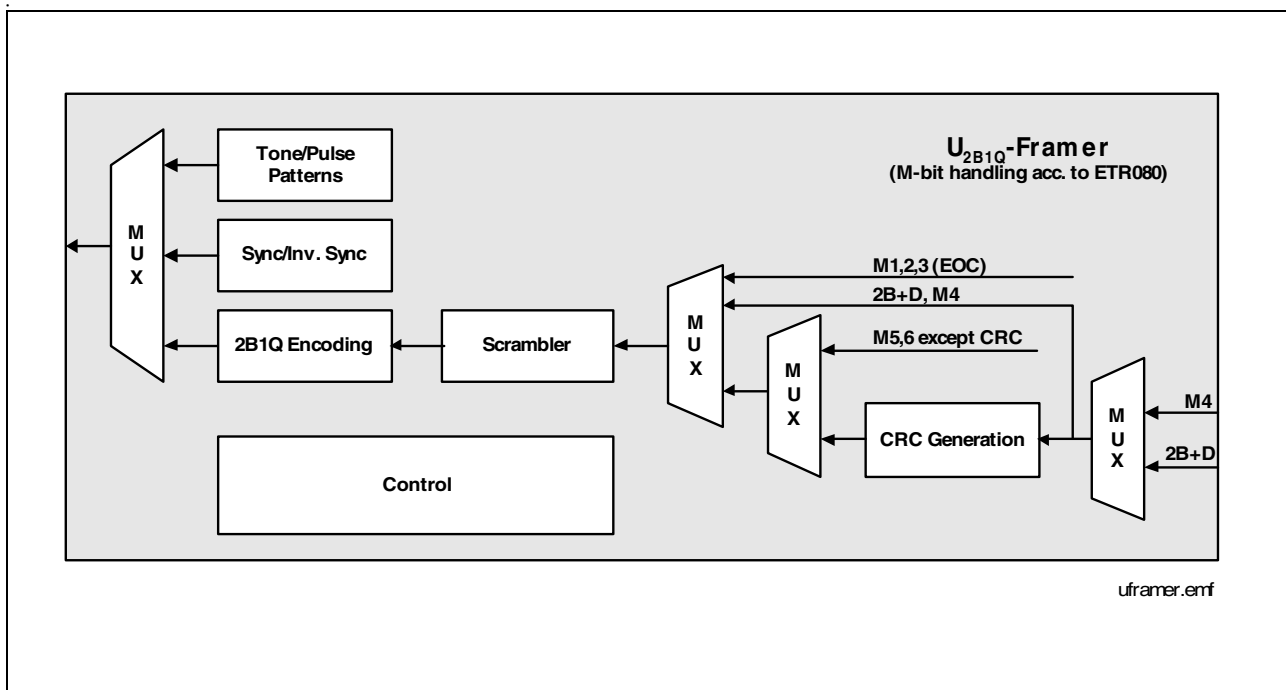 .
U2B1Q-Framer
(M-bit handling acc. to ETR080)
Tone/Pulse
Patterns
M
U
X
Sync/Inv. Sync
2B1Q Encoding
Scrambler
M
U
X
M1,2,3 (EOC)
2B+D, M4
M5,6 except CRC
M
U
X
CRC Generation
M
U
X
M4
2B+D
Control
uframer.emf